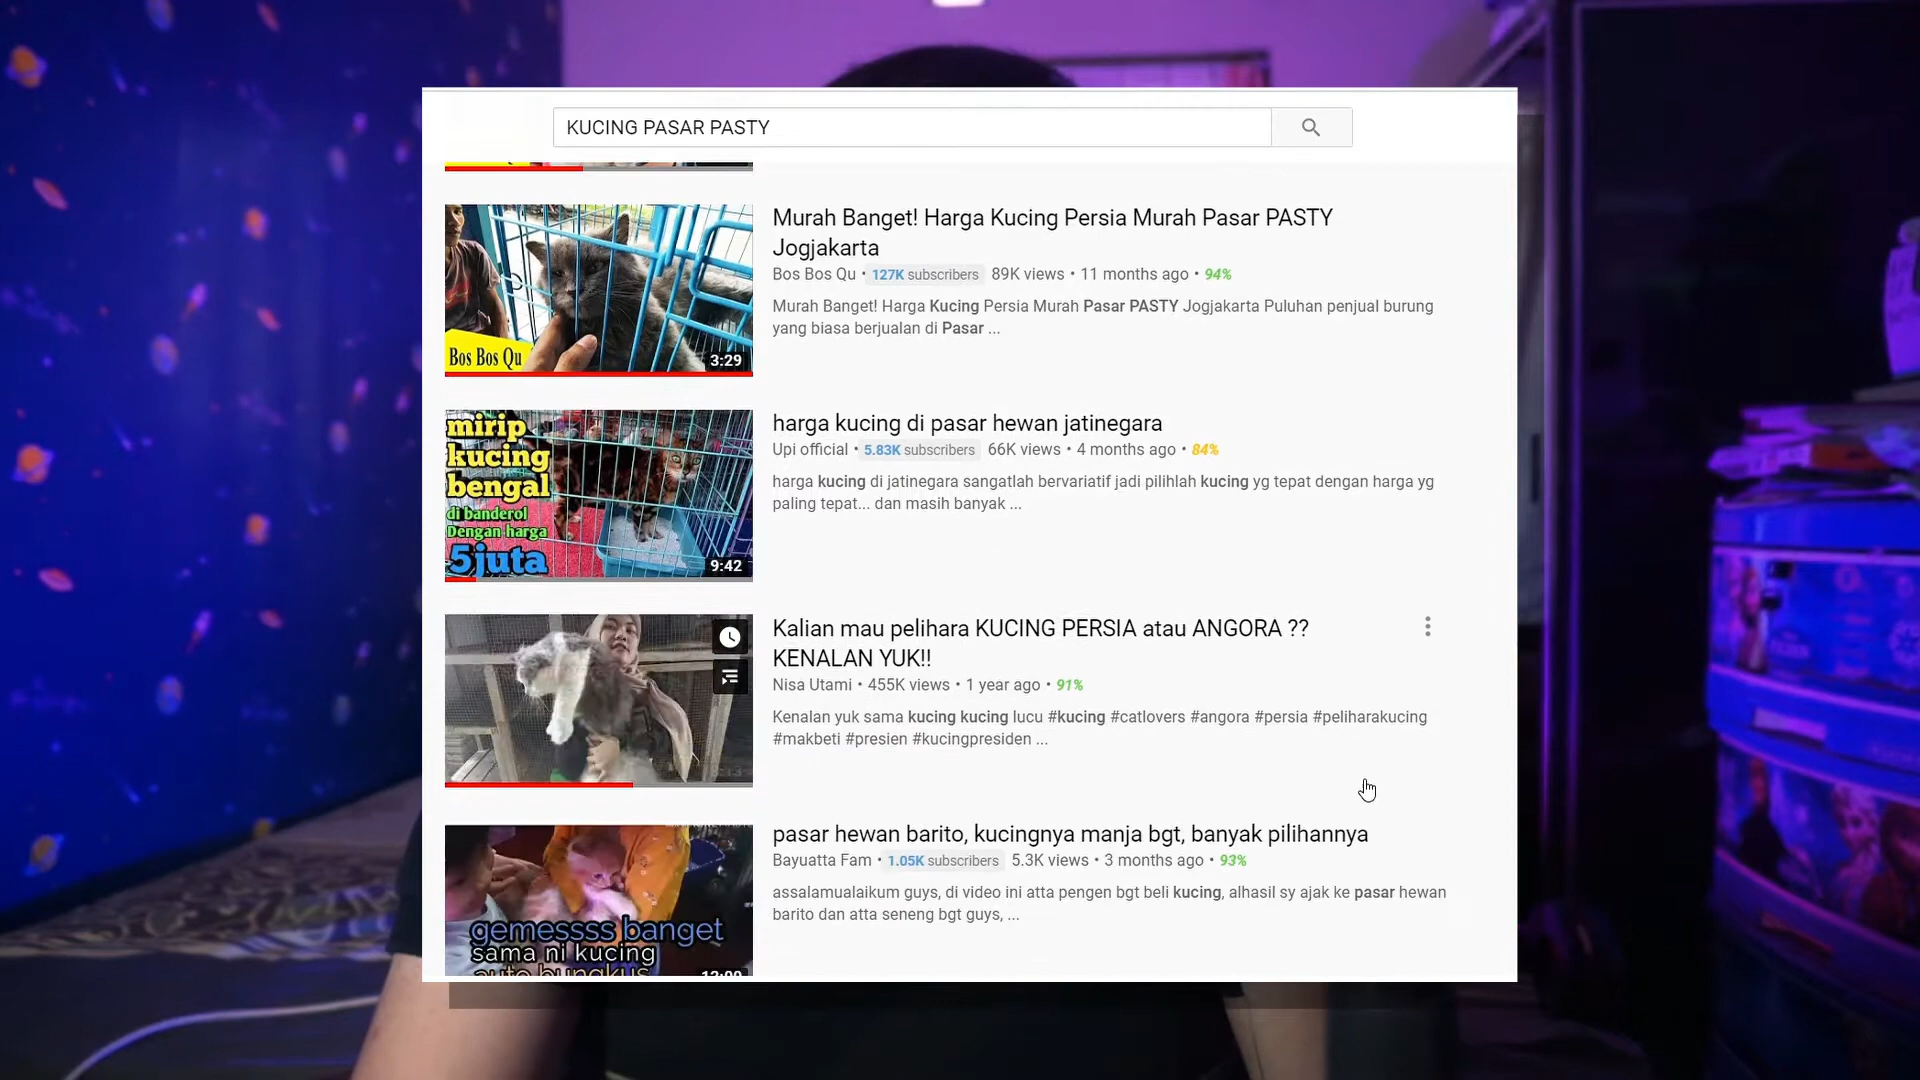 KUCING PASAR PASTY
Murah Banget! Harga Kucing Persia Murah Pasar PASTY
Jogjakarta
Bos Bos Qu • 127K subscribers 89K views • 11 months ago • 94%
Murah Banget! Harga Kucing Persia Murah Pasar PASTY Jogjakarta Puluhan penjual burung
yang biasa berjualan di Pasar ...
Bos Bos Qu
3:29
harga kucing di pasar hewan jatinegara
Upi official • 5.83K subscribers 66K views • 4 months ago • 84%
harga kucing di jatinegara sangatlah bervariatif jadi pilihlah kucing yg tepat dengan harga yg
paling tepat... dan masih banyak ...
mirip
kucing
bengal
di banderol
Dengan harga
5juta
9:42
Kalian mau pelihara KUCING PERSIA atau ANGORA ??
KENALAN YUK!!
Nisa Utami • 455K views • 1 year ago • 91%
Kenalan yuk sama kucing kucing lucu #kucing #catlovers #angora #persia #peliharakucing
#makbeti #presien #kucingpresiden ...
pasar hewan barito, kucingnya manja bgt, banyak pilihannya
Bayuatta Fam • 1.05K subscribers 5.3K views • 3 months ago • 93%
assalamualaikum guys, di video ini atta pengen bgt beli kucing, alhasil sy ajak ke pasar hewan
barito dan atta seneng bgt guys, ...
gemessss banget
sama ni kucing
auto bungkus
12:00